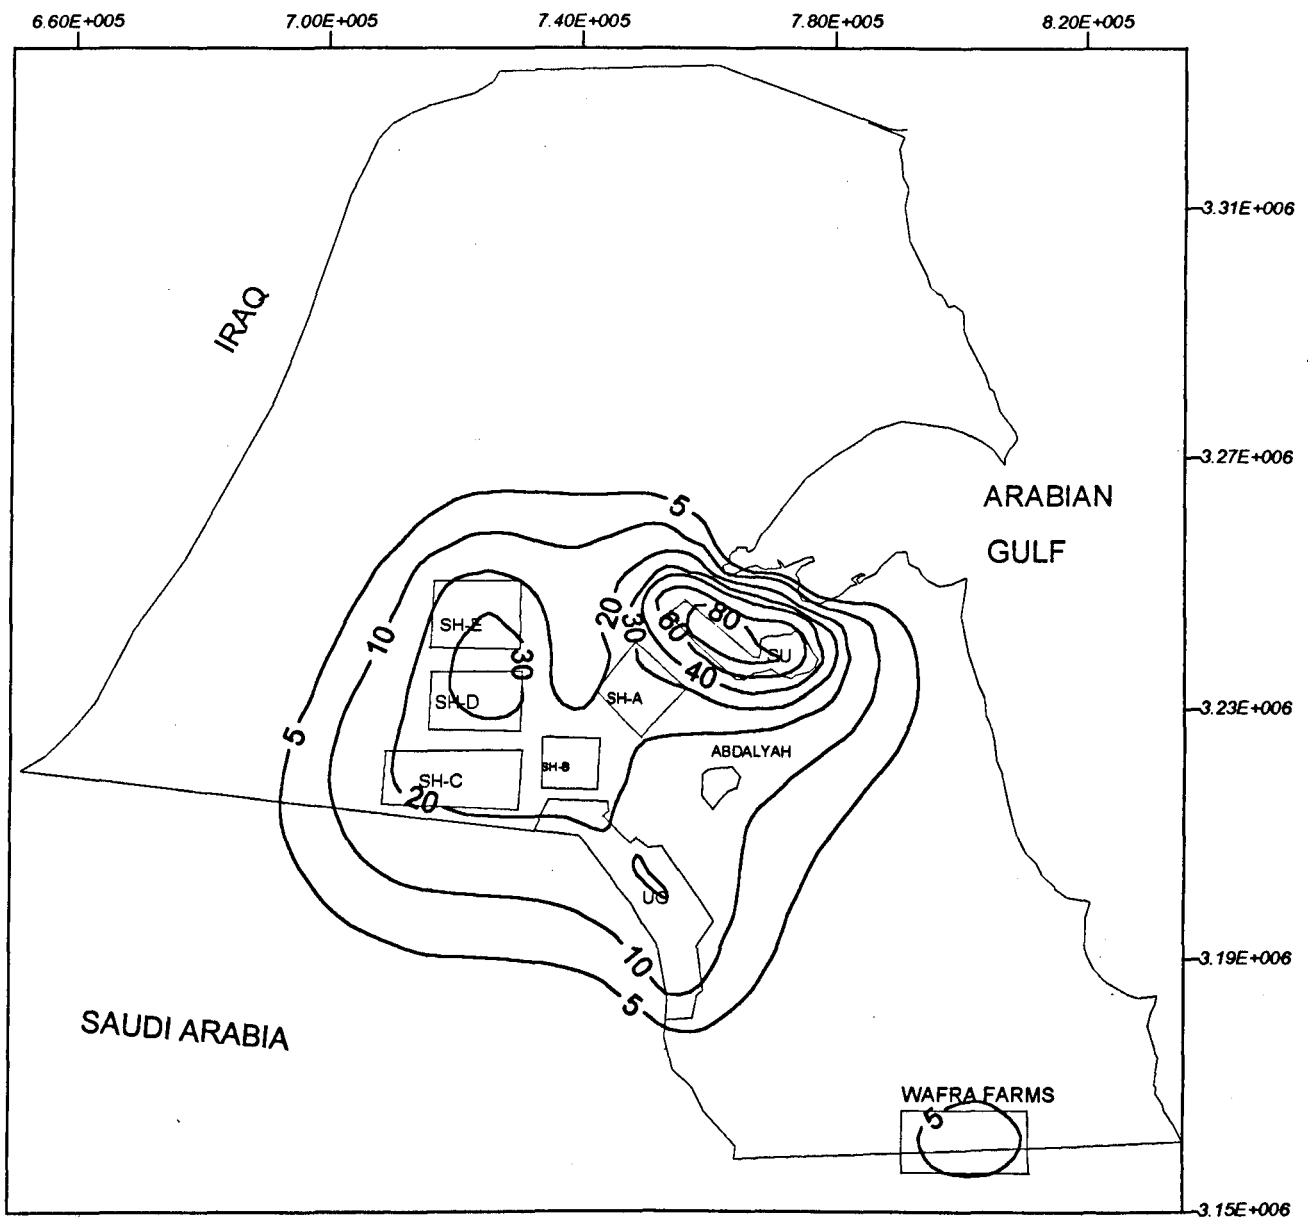 6.60E+005 7.00E+005 7.40E+005 7.80E+005 8.20E+005
3.31E+006
IRAQ
3.27E+006
5
ARABIAN
GULF
20
30
60
80
10
SH-E
SU
30
40
SH-D
SH-A
3.23E+006
5
ABDALYAH
SH-B
SH-C
20
UG
10
3.19E+006
5
SAUDI ARABIA
WAFRA FARMS
5
3.15E+006